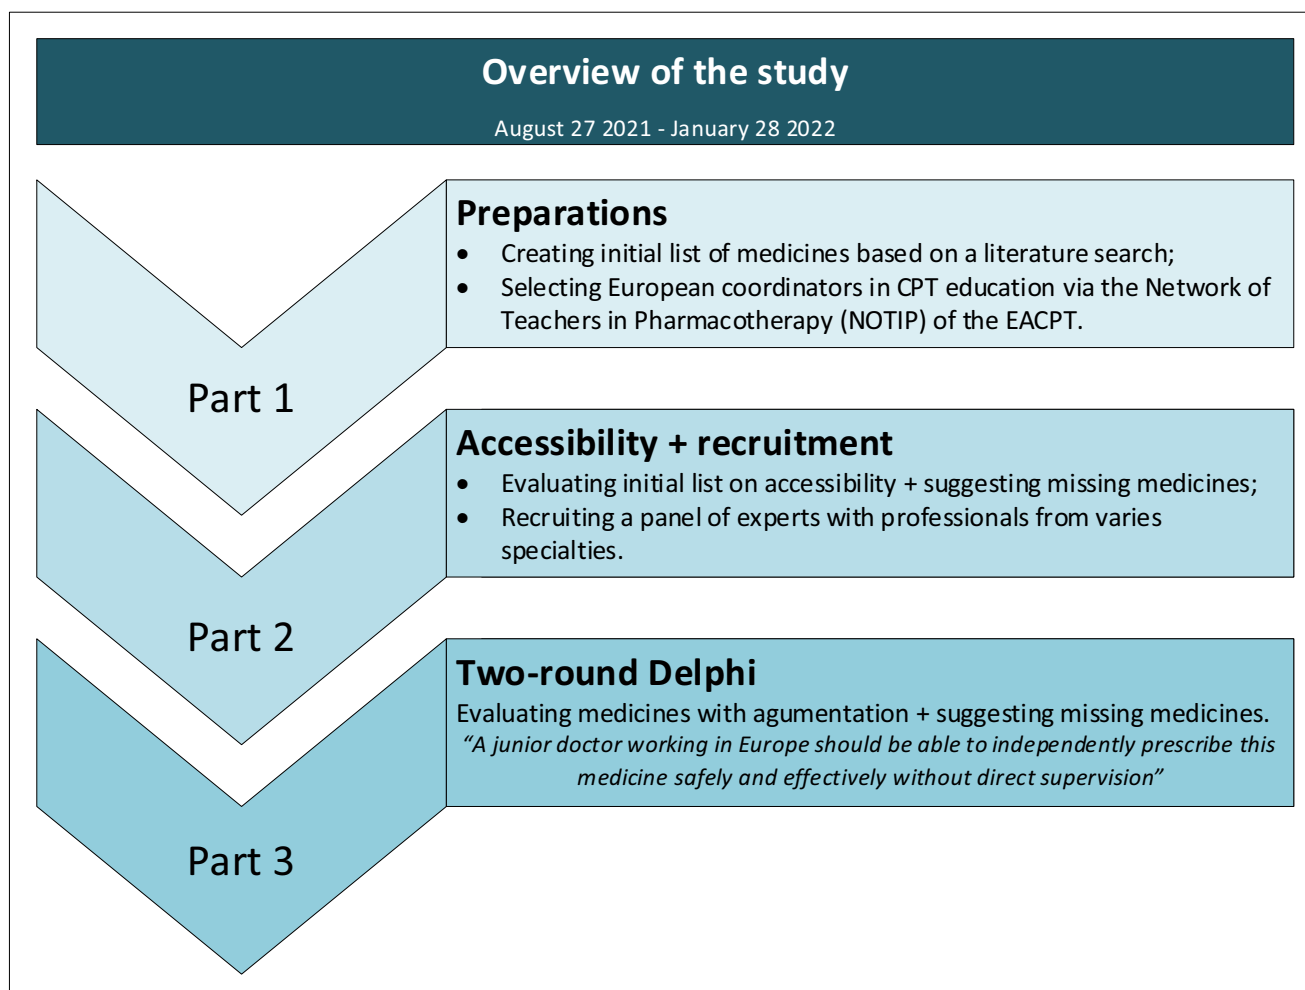 Overview of the study
August 27 2021 - January 28 2022
Part 1
Preparations
• Creating initial list of medicines based on a literature search;
• Selecting European coordinators in CPT education via the Network of
Teachers in Pharmacotherapy (NOTIP) of the EACPT.
Part 2
Accessibility + recruitment
• Evaluating initial list on accessibility + suggesting missing medicines;
• Recruiting a panel of experts with professionals from varies
specialties.
Part 3
Two-round Delphi
Evaluating medicines with agumentation + suggesting missing medicines.
“A junior doctor working in Europe should be able to independently prescribe this
medicine safely and effectively without direct supervision”